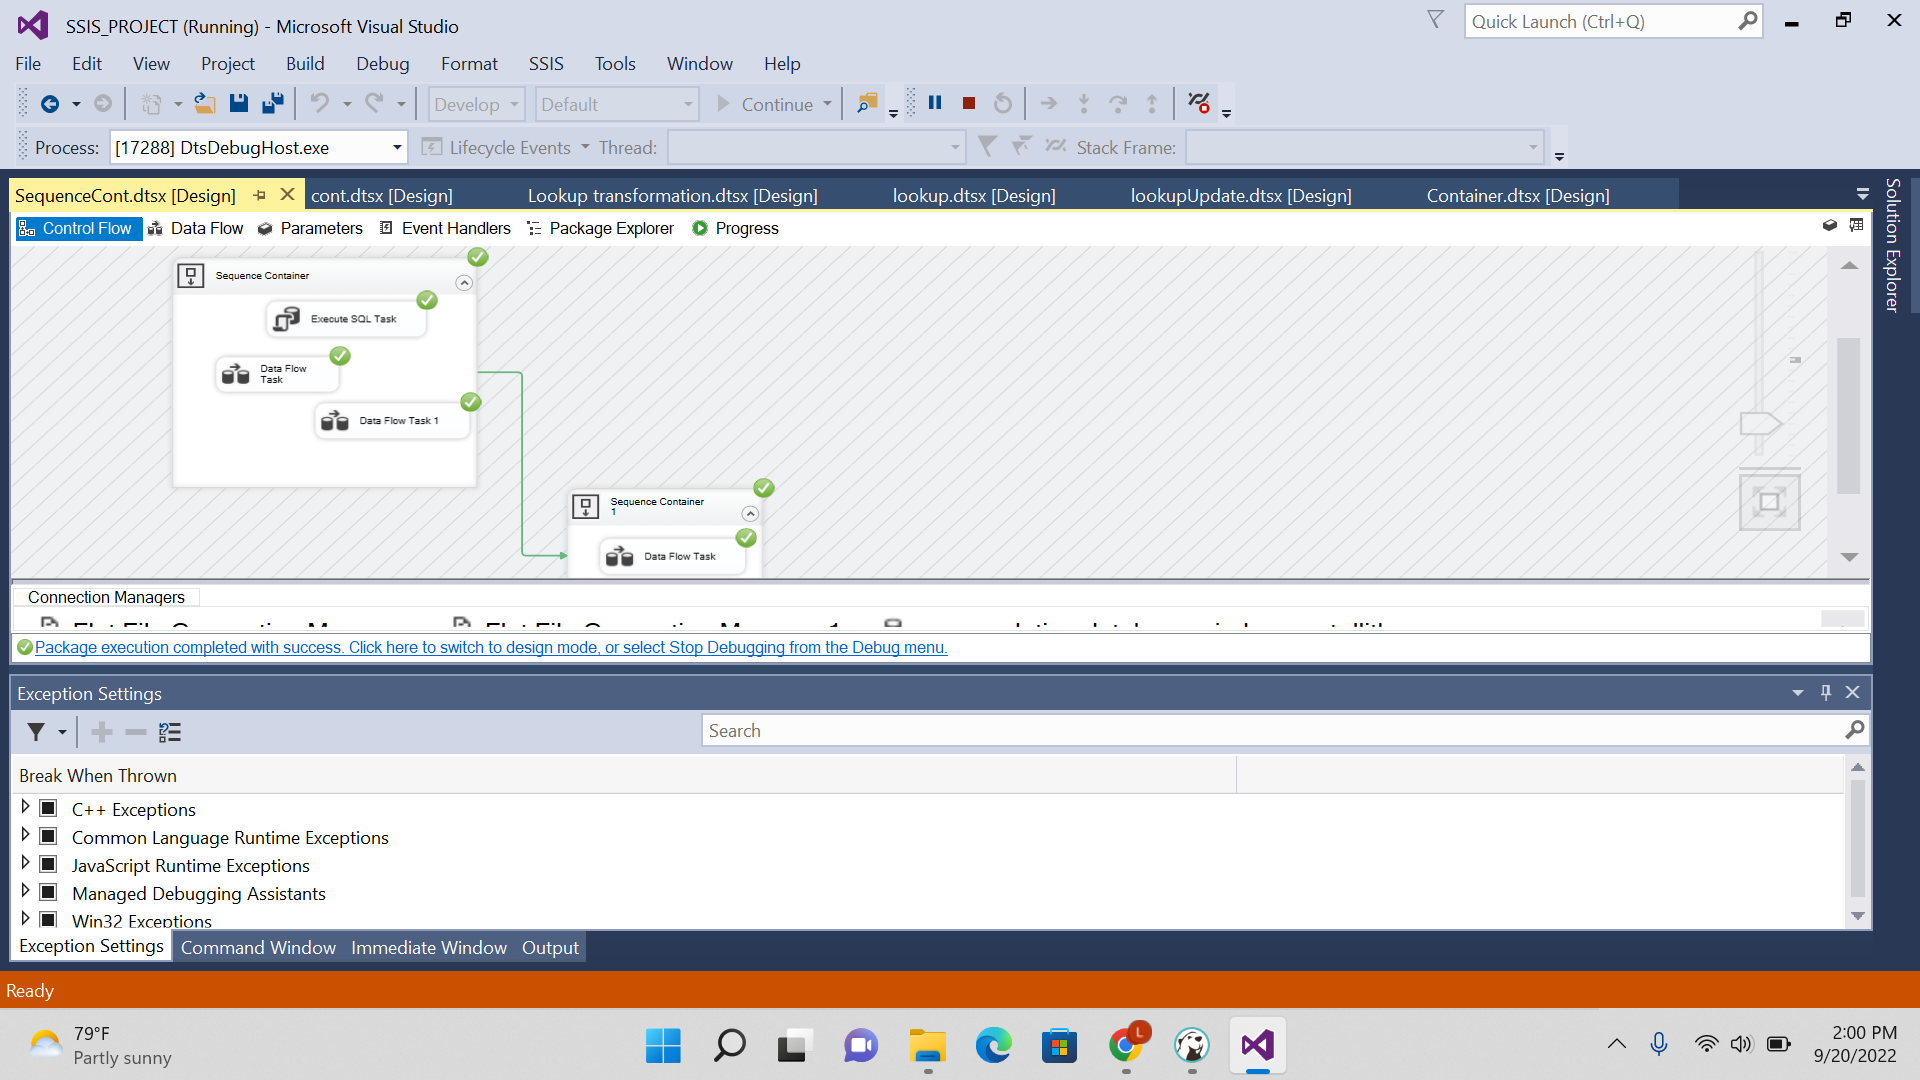 SSIS_PROJECT (Running) - Microsoft Visual Studio
Quick Launch (Ctrl+Q)
File Edit View Project Build Debug Format SSIS Tools Window Help
Develop Default Continue
Process: [17288] DtsDebugHost.exe Lifecycle Events Thread: Stack Frame:
SequenceCont.dtsx [Design] cont.dtsx [Design] Lookup transformation.dtsx [Design] lookup.dtsx [Design] lookupUpdate.dtsx [Design] Container.dtsx [Design]
Solution Explorer
Control Flow Data Flow Parameters Event Handlers Package Explorer Progress
Sequence Container
Execute SQL Task
Data Flow
Task
Data Flow Task 1
Sequence Container
1
Data Flow Task
Connection Managers
Package execution completed with success. Click here to switch to design mode, or select Stop Debugging from the Debug menu.
Exception Settings
Search
Break When Thrown
C++ Exceptions
Common Language Runtime Exceptions
JavaScript Runtime Exceptions
Managed Debugging Assistants
Win32 Exceptions
Exception Settings Command Window Immediate Window Output
Ready
79°F
Partly sunny
L
2:00 PM
9/20/2022